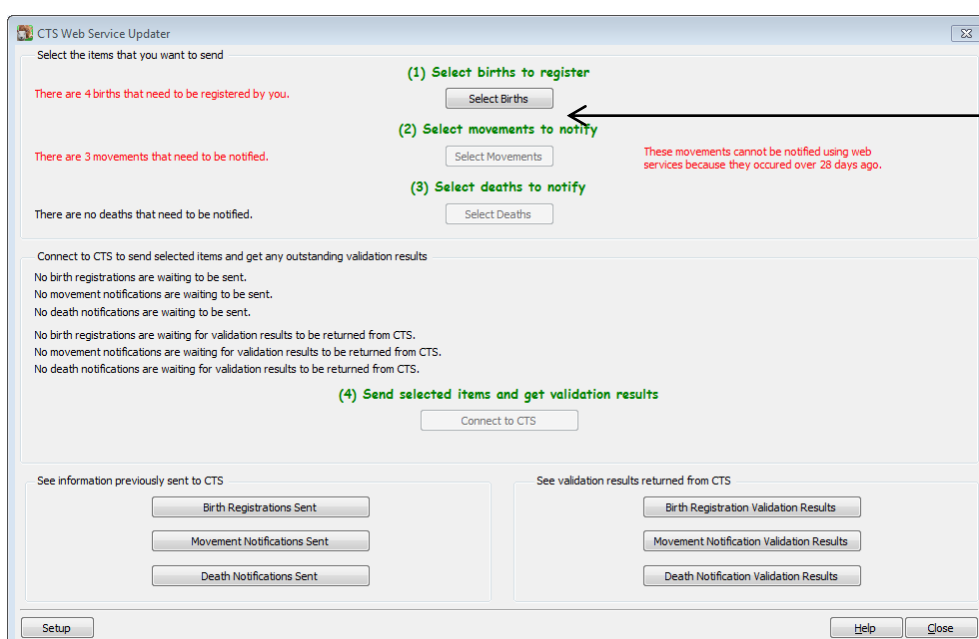 CTS Web Service Updater
Select the items that you want to send
(1) Select births to register
There are 4 births that need to be registered by you.
Select Births
(2) Select movements to notify
There are 3 movements that need to be notified.
Select Movements
These movements cannot be notified using web
services because they occured over 28 days ago.
(3) Select deaths to notify
There are no deaths that need to be notified.
Select Deaths
Connect to CTS to send selected items and get any outstanding validation results
No birth registrations are waiting to be sent.
No movement notifications are waiting to be sent.
No death notifications are waiting to be sent.
No birth registrations are waiting for validation results to be returned from CTS.
No movement notifications are waiting for validation results to be returned from CTS.
No death notifications are waiting for validation results to be returned from CTS.
(4) Send selected items and get validation results
Connect to CTS
See information previously sent to CTS
Birth Registrations Sent
Movement Notifications Sent
Death Notifications Sent
See validation results returned from CTS
Birth Registration Validation Results
Movement Notification Validation Results
Death Notification Validation Results
Setup
Help
Close